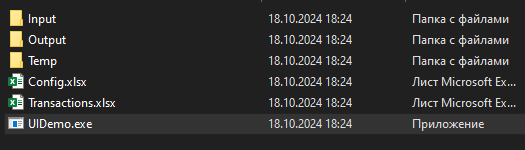 Input 18.10.2024 18:24 Папка с файлами
Output 18.10.2024 18:24 Папка с файлами
Temp 18.10.2024 18:24 Папка с файлами
Config.xlsx 18.10.2024 18:24 Лист Microsoft Ex...
Transactions.xlsx 18.10.2024 18:24 Лист Microsoft Ex...
UIDemo.exe 18.10.2024 18:24 Приложение